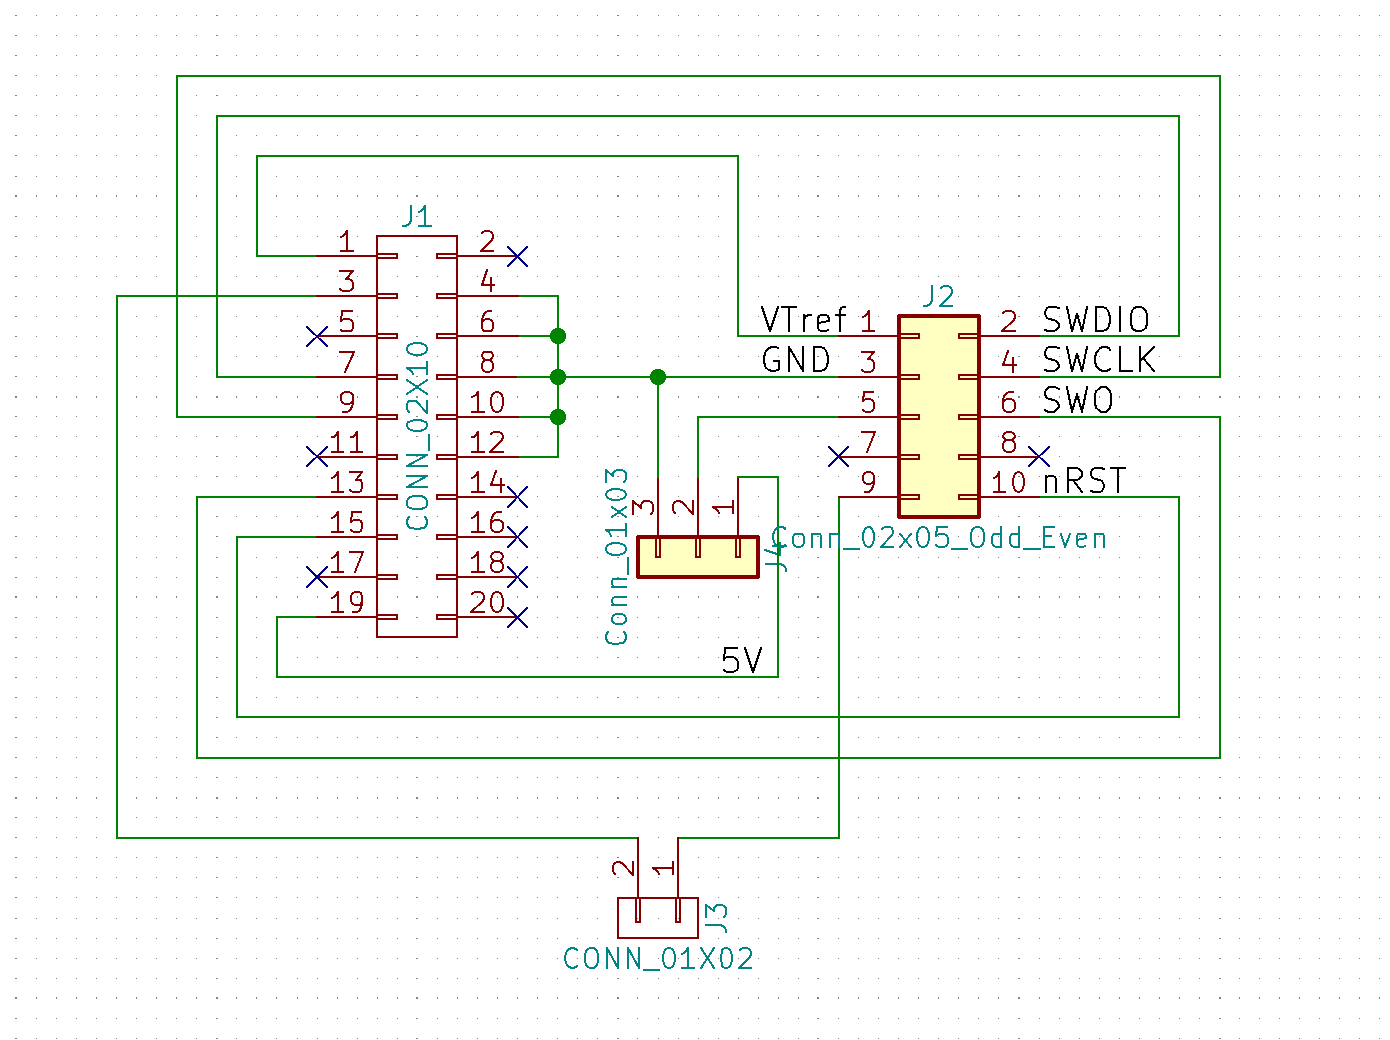 J1
1 2
3 4
5 6
7 8
9 10
11 12
13 14
15 16
17 18
19 20
CONN_02X10
J2
VTref 1 2 SWDIO
GND 3 4 SWCLK
5 6 SWO
7 8
9 10 nRST
Conn_02x05_Odd_Even
3 2 1
J4
Conn_01x03
5V
2 1
J3
CONN_01X02